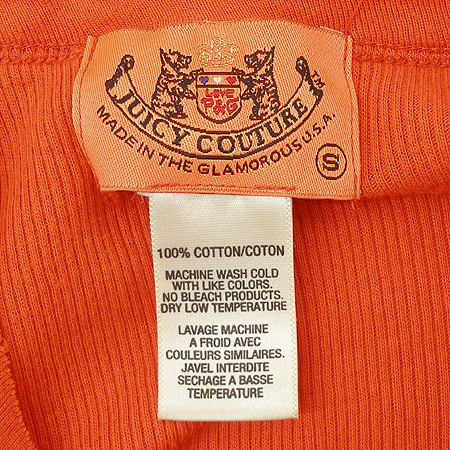 LOVE
P&G
JUICY COUTURE
MADE IN THE GLAMOROUS U.S.A.
S
100% COTTON/COTON
MACHINE WASH COLD
WITH LIKE COLORS.
NO BLEACH PRODUCTS.
DRY LOW TEMPERATURE
LAVAGE MACHINE
A FROID AVEC
COULEURS SIMILAIRES.
JAVEL INTERDITE
SECHAGE A BASSE
TEMPERATURE